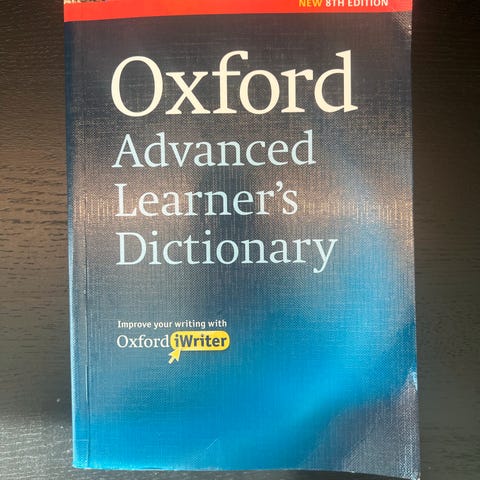 NEW 8TH EDITION
Oxford
Advanced
Learner's
Dictionary
Improve your writing with
Oxford iWriter